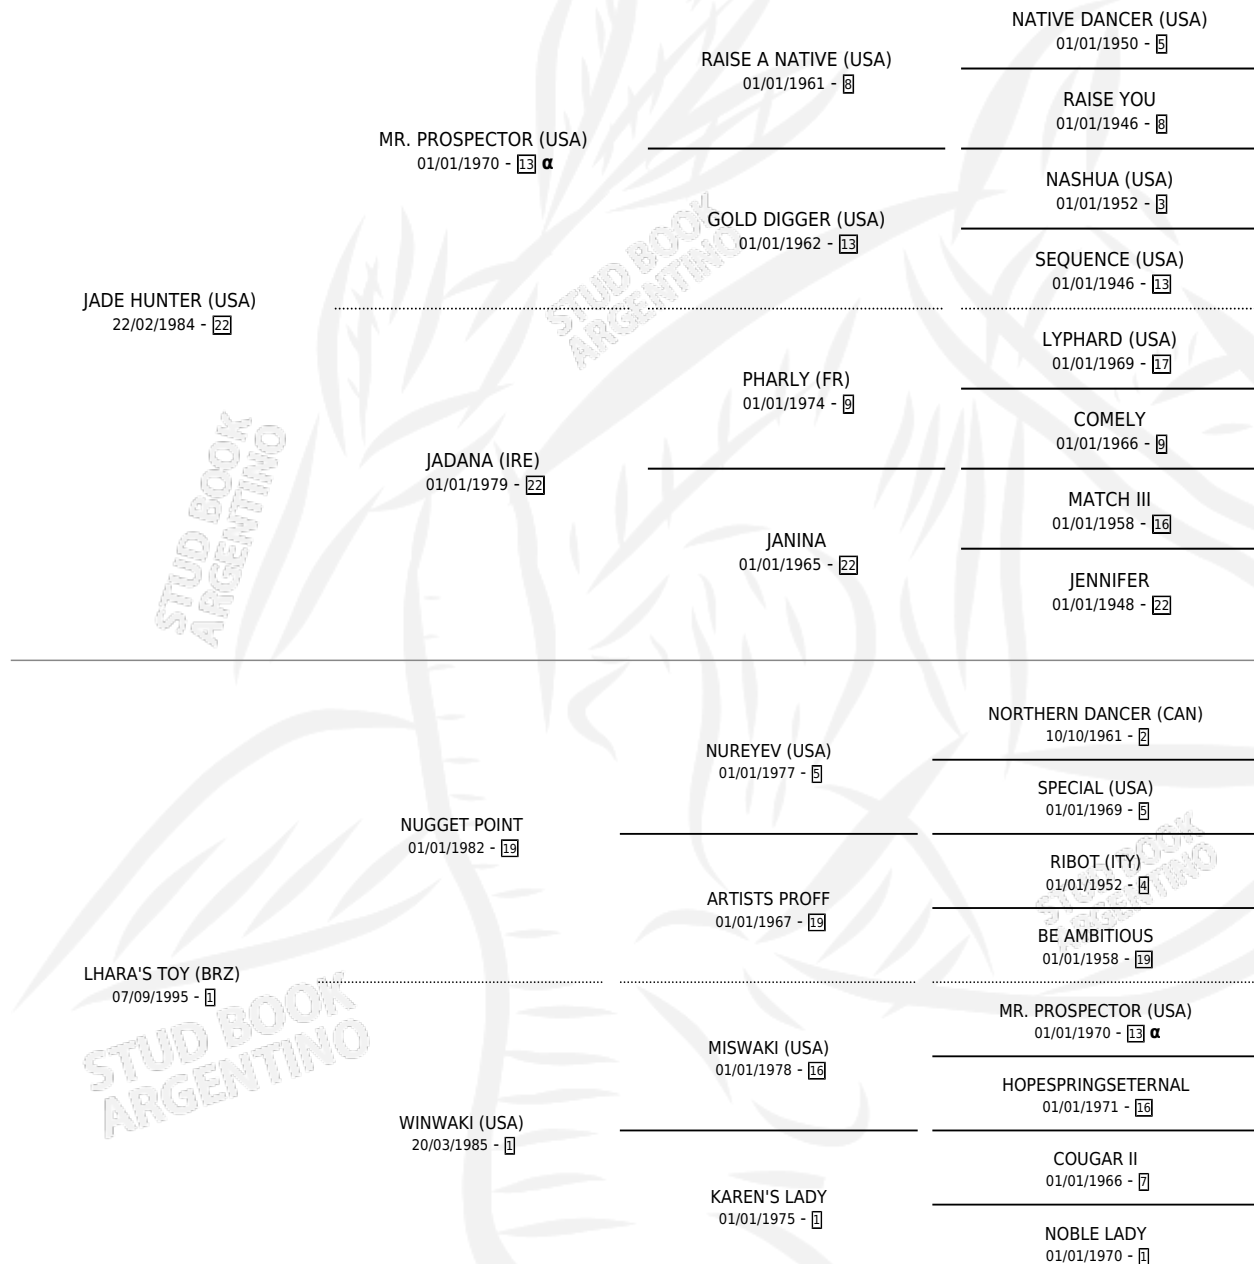 NATIVE DANCER (USA)
01/01/1950 - 5
RAISE A NATIVE (USA)
01/01/1961 - 8
RAISE YOU
01/01/1946 - 8
MR. PROSPECTOR (USA)
01/01/1970 - 13 α
NASHUA (USA)
01/01/1952 - 3
GOLD DIGGER (USA)
01/01/1962 - 13
SEQUENCE (USA)
01/01/1946 - 13
JADE HUNTER (USA)
22/02/1984 - 22
LYPHARD (USA)
01/01/1969 - 17
PHARLY (FR)
01/01/1974 - 9
COMELY
01/01/1966 - 9
JADANA (IRE)
01/01/1979 - 22
MATCH III
01/01/1958 - 16
JANINA
01/01/1965 - 22
JENNIFER
01/01/1948 - 22
NORTHERN DANCER (CAN)
10/10/1961 - 2
NUREYEV (USA)
01/01/1977 - 5
SPECIAL (USA)
01/01/1969 - 5
NUGGET POINT
01/01/1982 - 19
RIBOT (ITY)
01/01/1952 - 4
ARTISTS PROFF
01/01/1967 - 19
BE AMBITIOUS
01/01/1958 - 19
LHARA'S TOY (BRZ)
07/09/1995 - 1
MR. PROSPECTOR (USA)
01/01/1970 - 13 α
MISWAKI (USA)
01/01/1978 - 16
HOPESPRINGSETERNAL
01/01/1971 - 16
WINWAKI (USA)
20/03/1985 - 1
COUGAR II
01/01/1966 - 7
KAREN'S LADY
01/01/1975 - 1
NOBLE LADY
01/01/1970 - 1
STUD BOOK
ARGENTINO
STUD BOOK
ARGENTINO
STUD BOOK
ARGENTINO
STUD BOOK
ARGENTINO